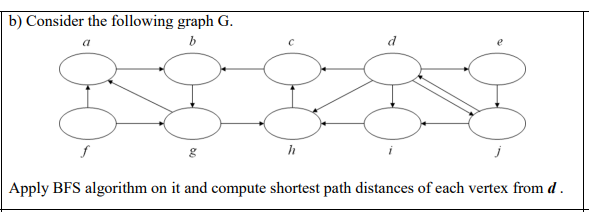 b) Consider the following graph G.
a b c d e
f g h i j
Apply BFS algorithm on it and compute shortest path distances of each vertex from d .